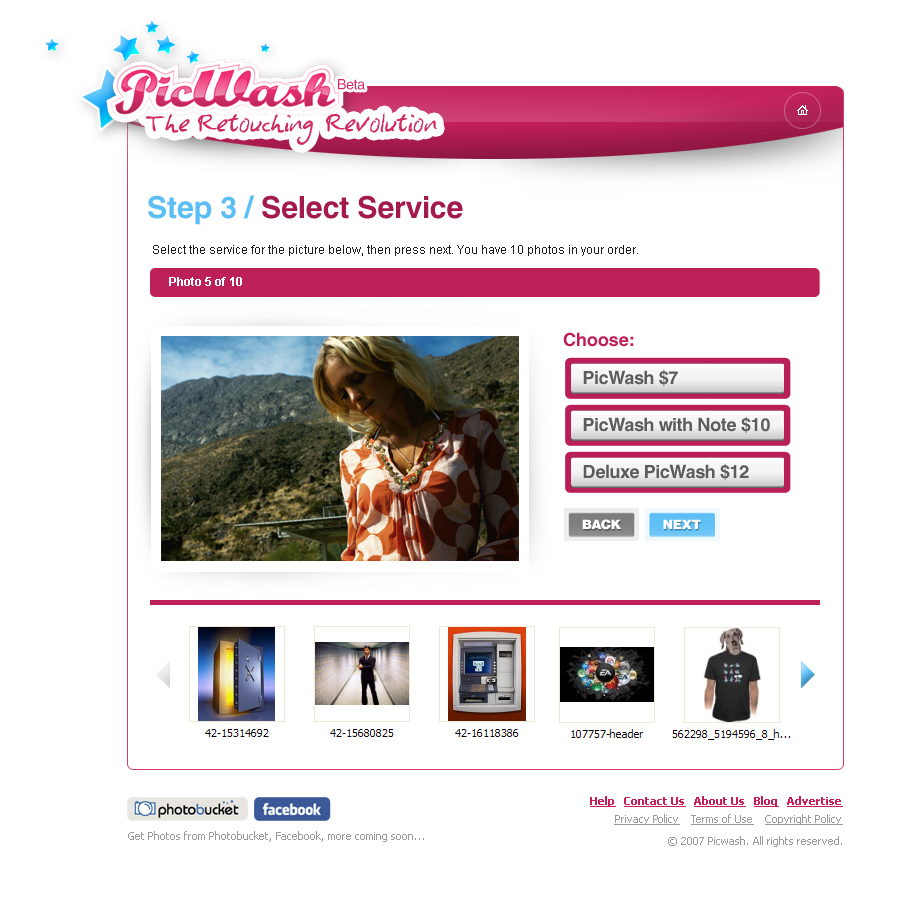 PicWash Beta
The Retouching Revolution
Step 3 / Select Service
Select the service for the picture below, then press next. You have 10 photos in your order.
Photo 5 of 10
Choose:
PicWash $7
PicWash with Note $10
Deluxe PicWash $12
BACK NEXT
EA
42-15314692 42-15680825 42-16118386 107757-header 562298_5194596_8_h...
photobucket facebook
Help Contact Us About Us Blog Advertise
Get Photos from Photobucket, Facebook, more coming soon...
Privacy Policy Terms of Use Copyright Policy
© 2007 Picwash. All rights reserved.